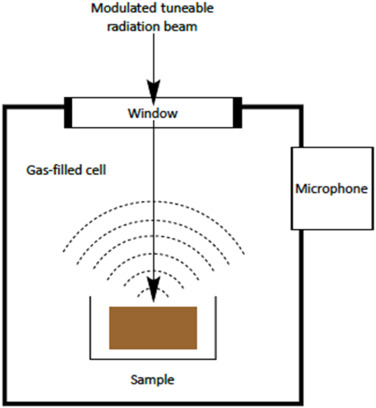 Modulated tuneable
radiation beam
Window
Gas-filled cell
Microphone
Sample